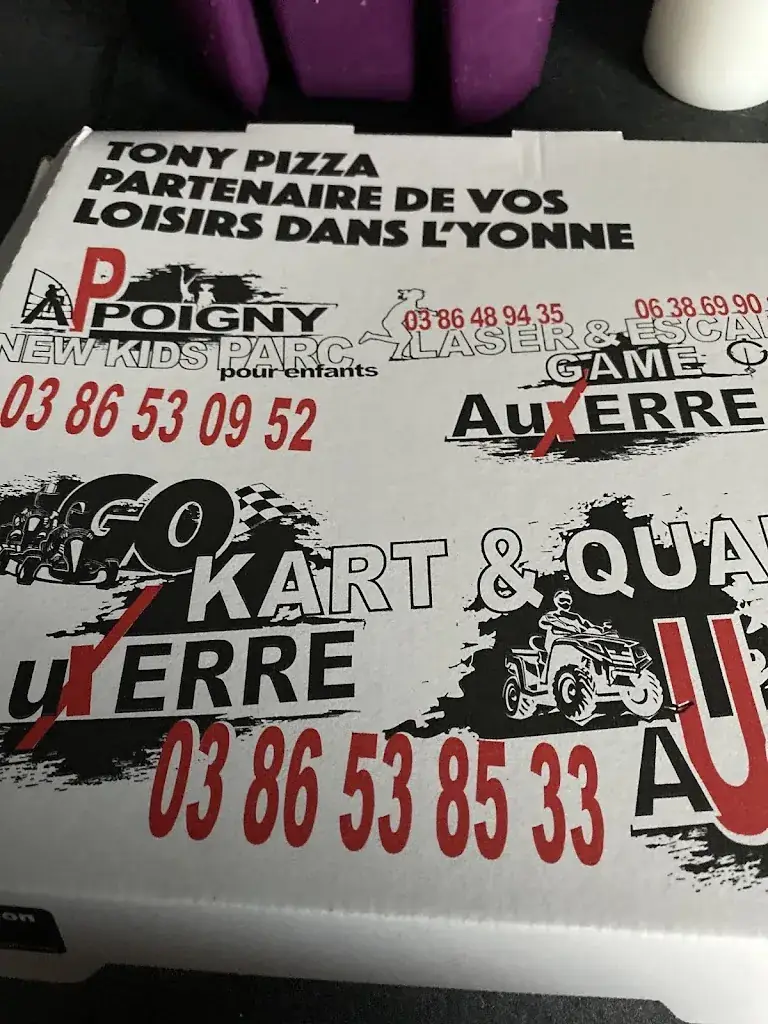 TONY PIZZA
PARTENAIRE DE VOS
LOISIRS DANS L'YONNE
APPOIGNY
NEW KIDS PARC
pour enfants
03 86 53 09 52
03 86 48 94 35
06 38 69 90
LASER & ESCA
GAME
AuXERRE
GO
KART & QUA
uXERRE
03 86 53 85 33
AU
on